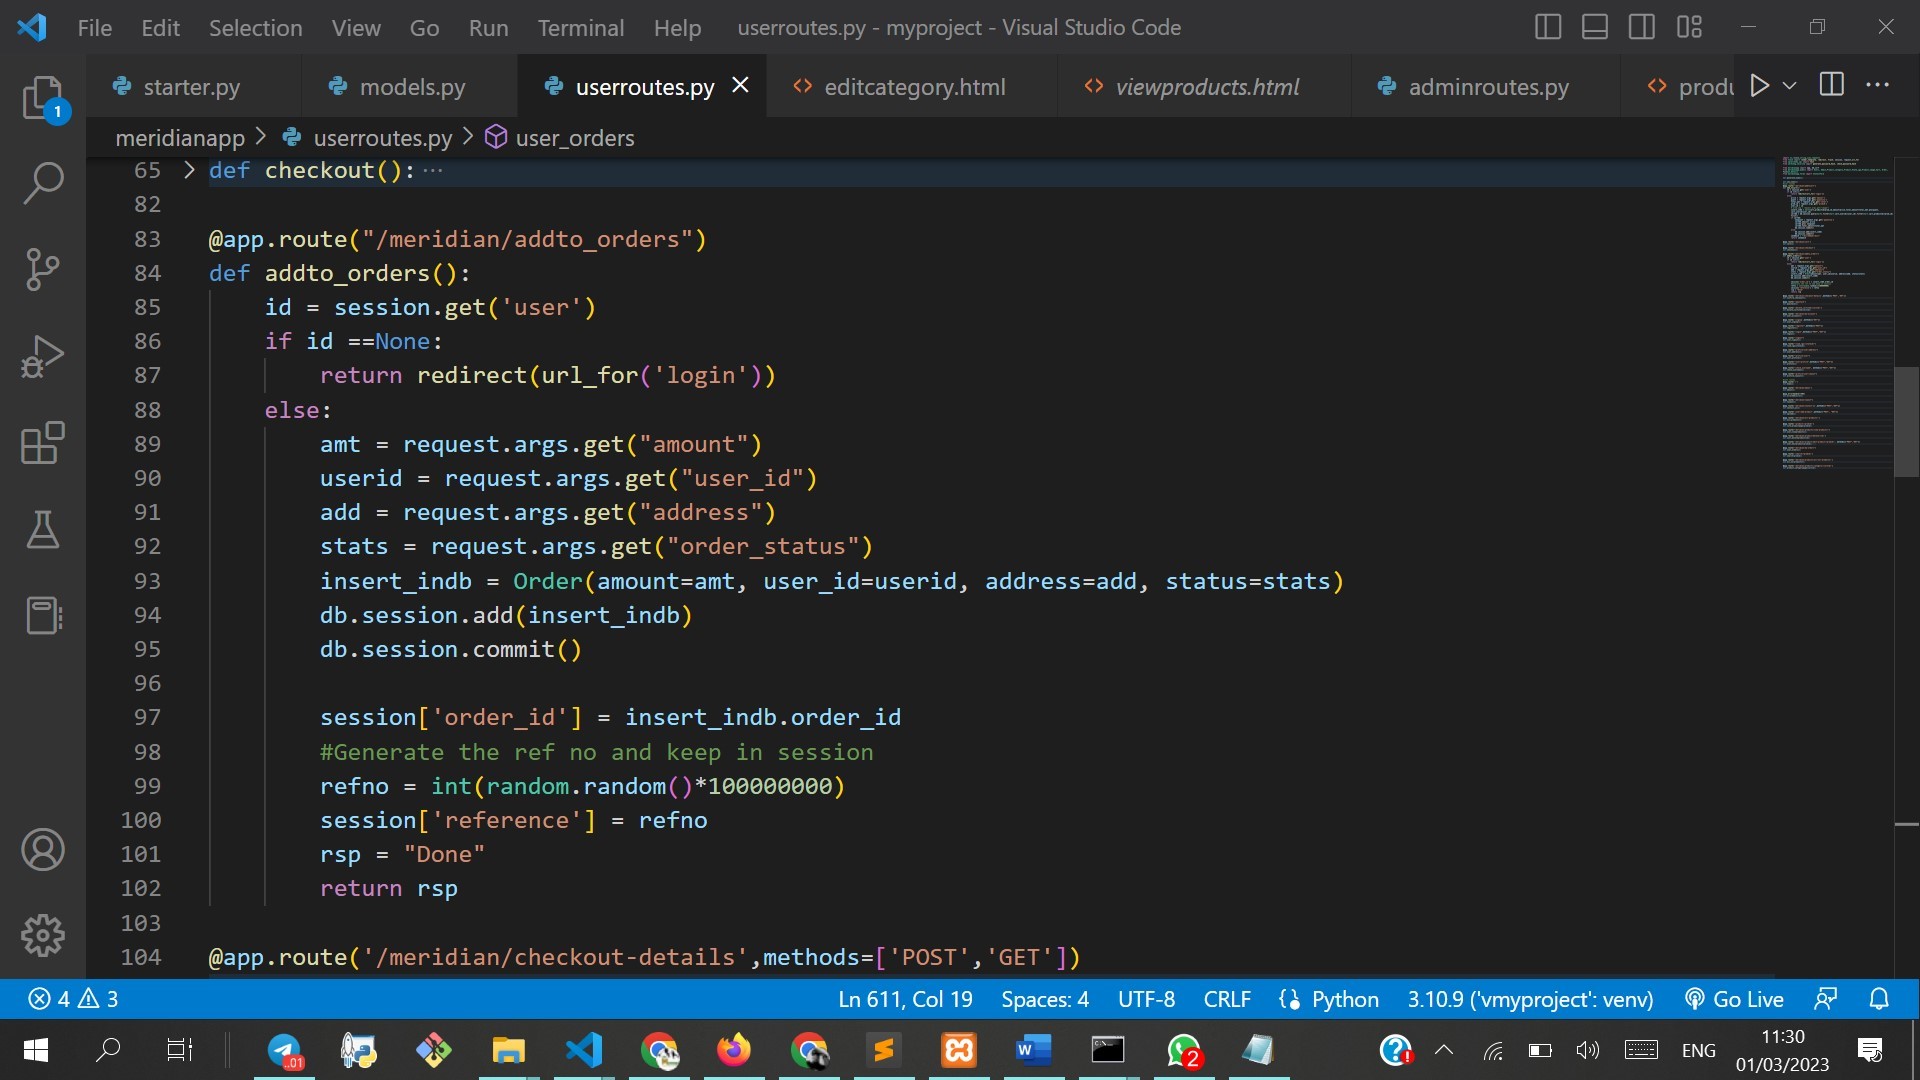 File Edit Selection View Go Run Terminal Help userroutes.py - myproject - Visual Studio Code
starter.py models.py userroutes.py editcategory.html viewproducts.html adminroutes.py produ
1
meridianapp > userroutes.py > user_orders
65 > def checkout():···
82
83 @app.route("/meridian/addto_orders")
84 def addto_orders():
85 id = session.get('user')
86 if id ==None:
87 return redirect(url_for('login'))
88 else:
89 amt = request.args.get("amount")
90 userid = request.args.get("user_id")
91 add = request.args.get("address")
92 stats = request.args.get("order_status")
93 insert_indb = Order(amount=amt, user_id=userid, address=add, status=stats)
94 db.session.add(insert_indb)
95 db.session.commit()
96
97 session['order_id'] = insert_indb.order_id
98 #Generate the ref no and keep in session
99 refno = int(random.random()*100000000)
100 session['reference'] = refno
101 rsp = "Done"
102 return rsp
103
104 @app.route('/meridian/checkout-details',methods=['POST','GET'])
4 3 Ln 611, Col 19 Spaces: 4 UTF-8 CRLF Python 3.10.9 ('vmyproject': venv) Go Live
.01 2 ENG 11:30
01/03/2023